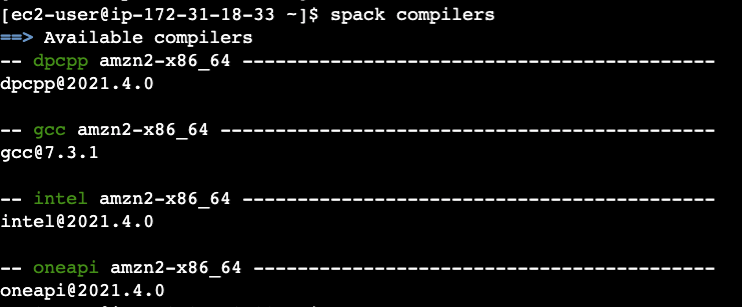 [ec2-user@ip-172-31-18-33 ~]$ spack compilers
==> Available compilers
-- dpcpp amzn2-x86_64 -------------------------------------------
dpcpp@2021.4.0
-- gcc amzn2-x86_64 ---------------------------------------------
gcc@7.3.1
-- intel amzn2-x86_64 -------------------------------------------
intel@2021.4.0
-- oneapi amzn2-x86_64 ------------------------------------------
oneapi@2021.4.0